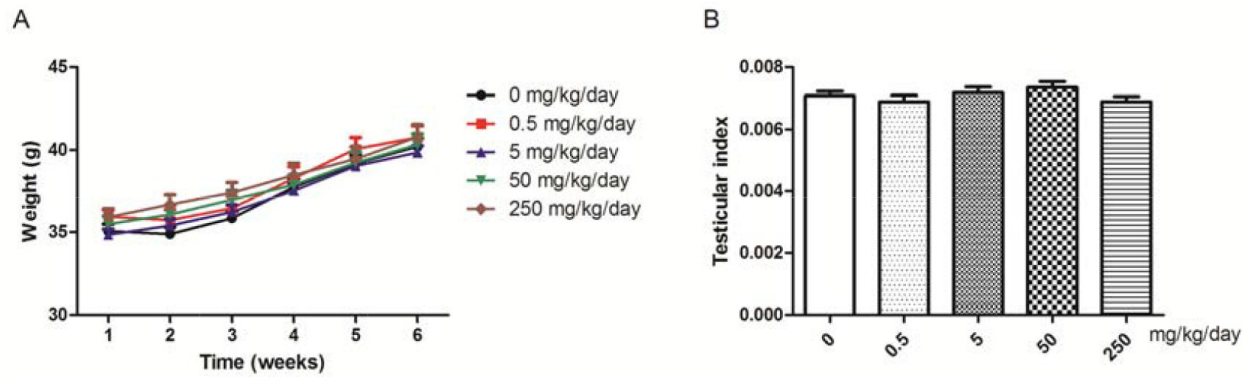 A
Weight (g)
45
40
35
30
1 2 3 4 5 6
Time (weeks)
0 mg/kg/day
0.5 mg/kg/day
5 mg/kg/day
50 mg/kg/day
250 mg/kg/day
B
Testicular index
0.008
0.006
0.004
0.002
0.000
0 0.5 5 50 250 mg/kg/day